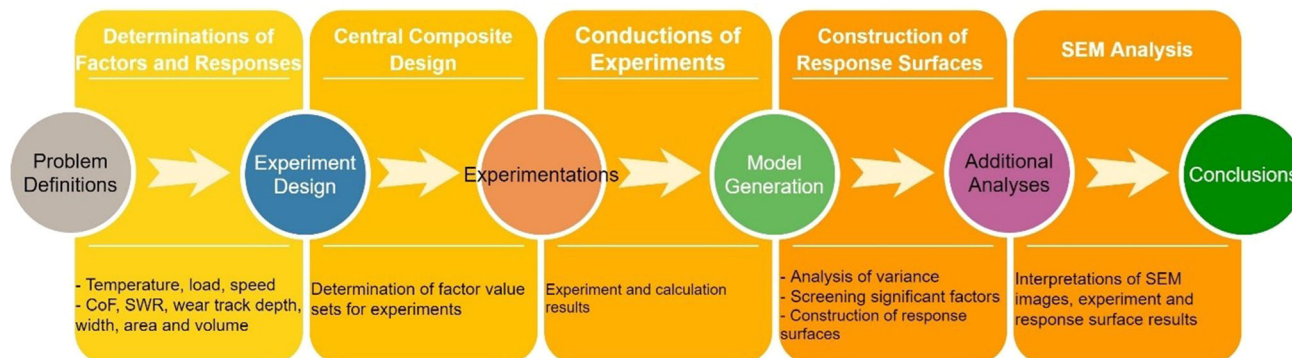 Determinations of
Factors and Responses
Central Composite
Design
Conductions of
Experiments
Construction of
Response Surfaces
SEM Analysis
Problem
Definitions
Experiment
Design
Experimentations
Model
Generation
Additional
Analyses
Conclusions
- Temperature, load, speed
- CoF, SWR, wear track depth,
width, area and volume
Determination of factor value
sets for experiments
Experiment and calculation
results
- Analysis of variance
- Screening significant factors
- Construction of response
surfaces
Interpretations of SEM
images, experiment and
response surface results